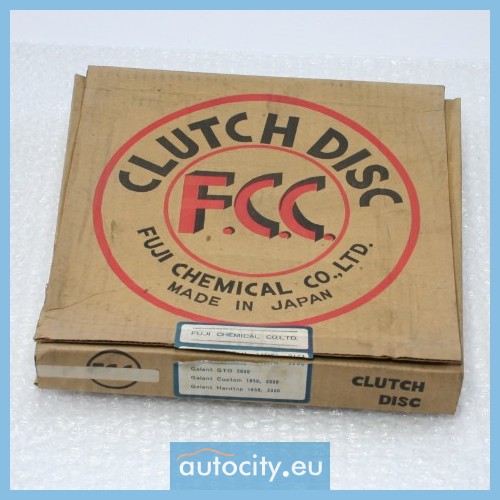 CLUTCH DISC
F.C.C.
FUJI CHEMICAL CO.,LTD.
MADE IN JAPAN
FUJI CHEMICAL CO.LTD.
Galant GTO 2000
Galant Custom 1850, 2000
Galant Hardtop 1850, 2000
FCC
CLUTCH
DISC
autocity.eu